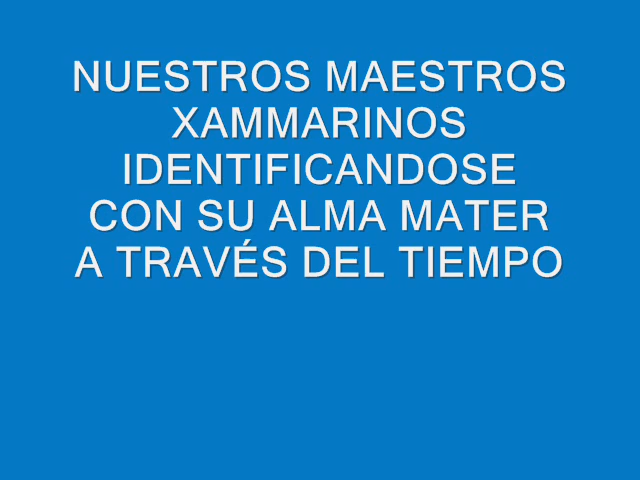 NUESTROS MAESTROS
XAMMARINOS
IDENTIFICANDOSE
CON SU ALMA MATER
A TRAVÉS DEL TIEMPO